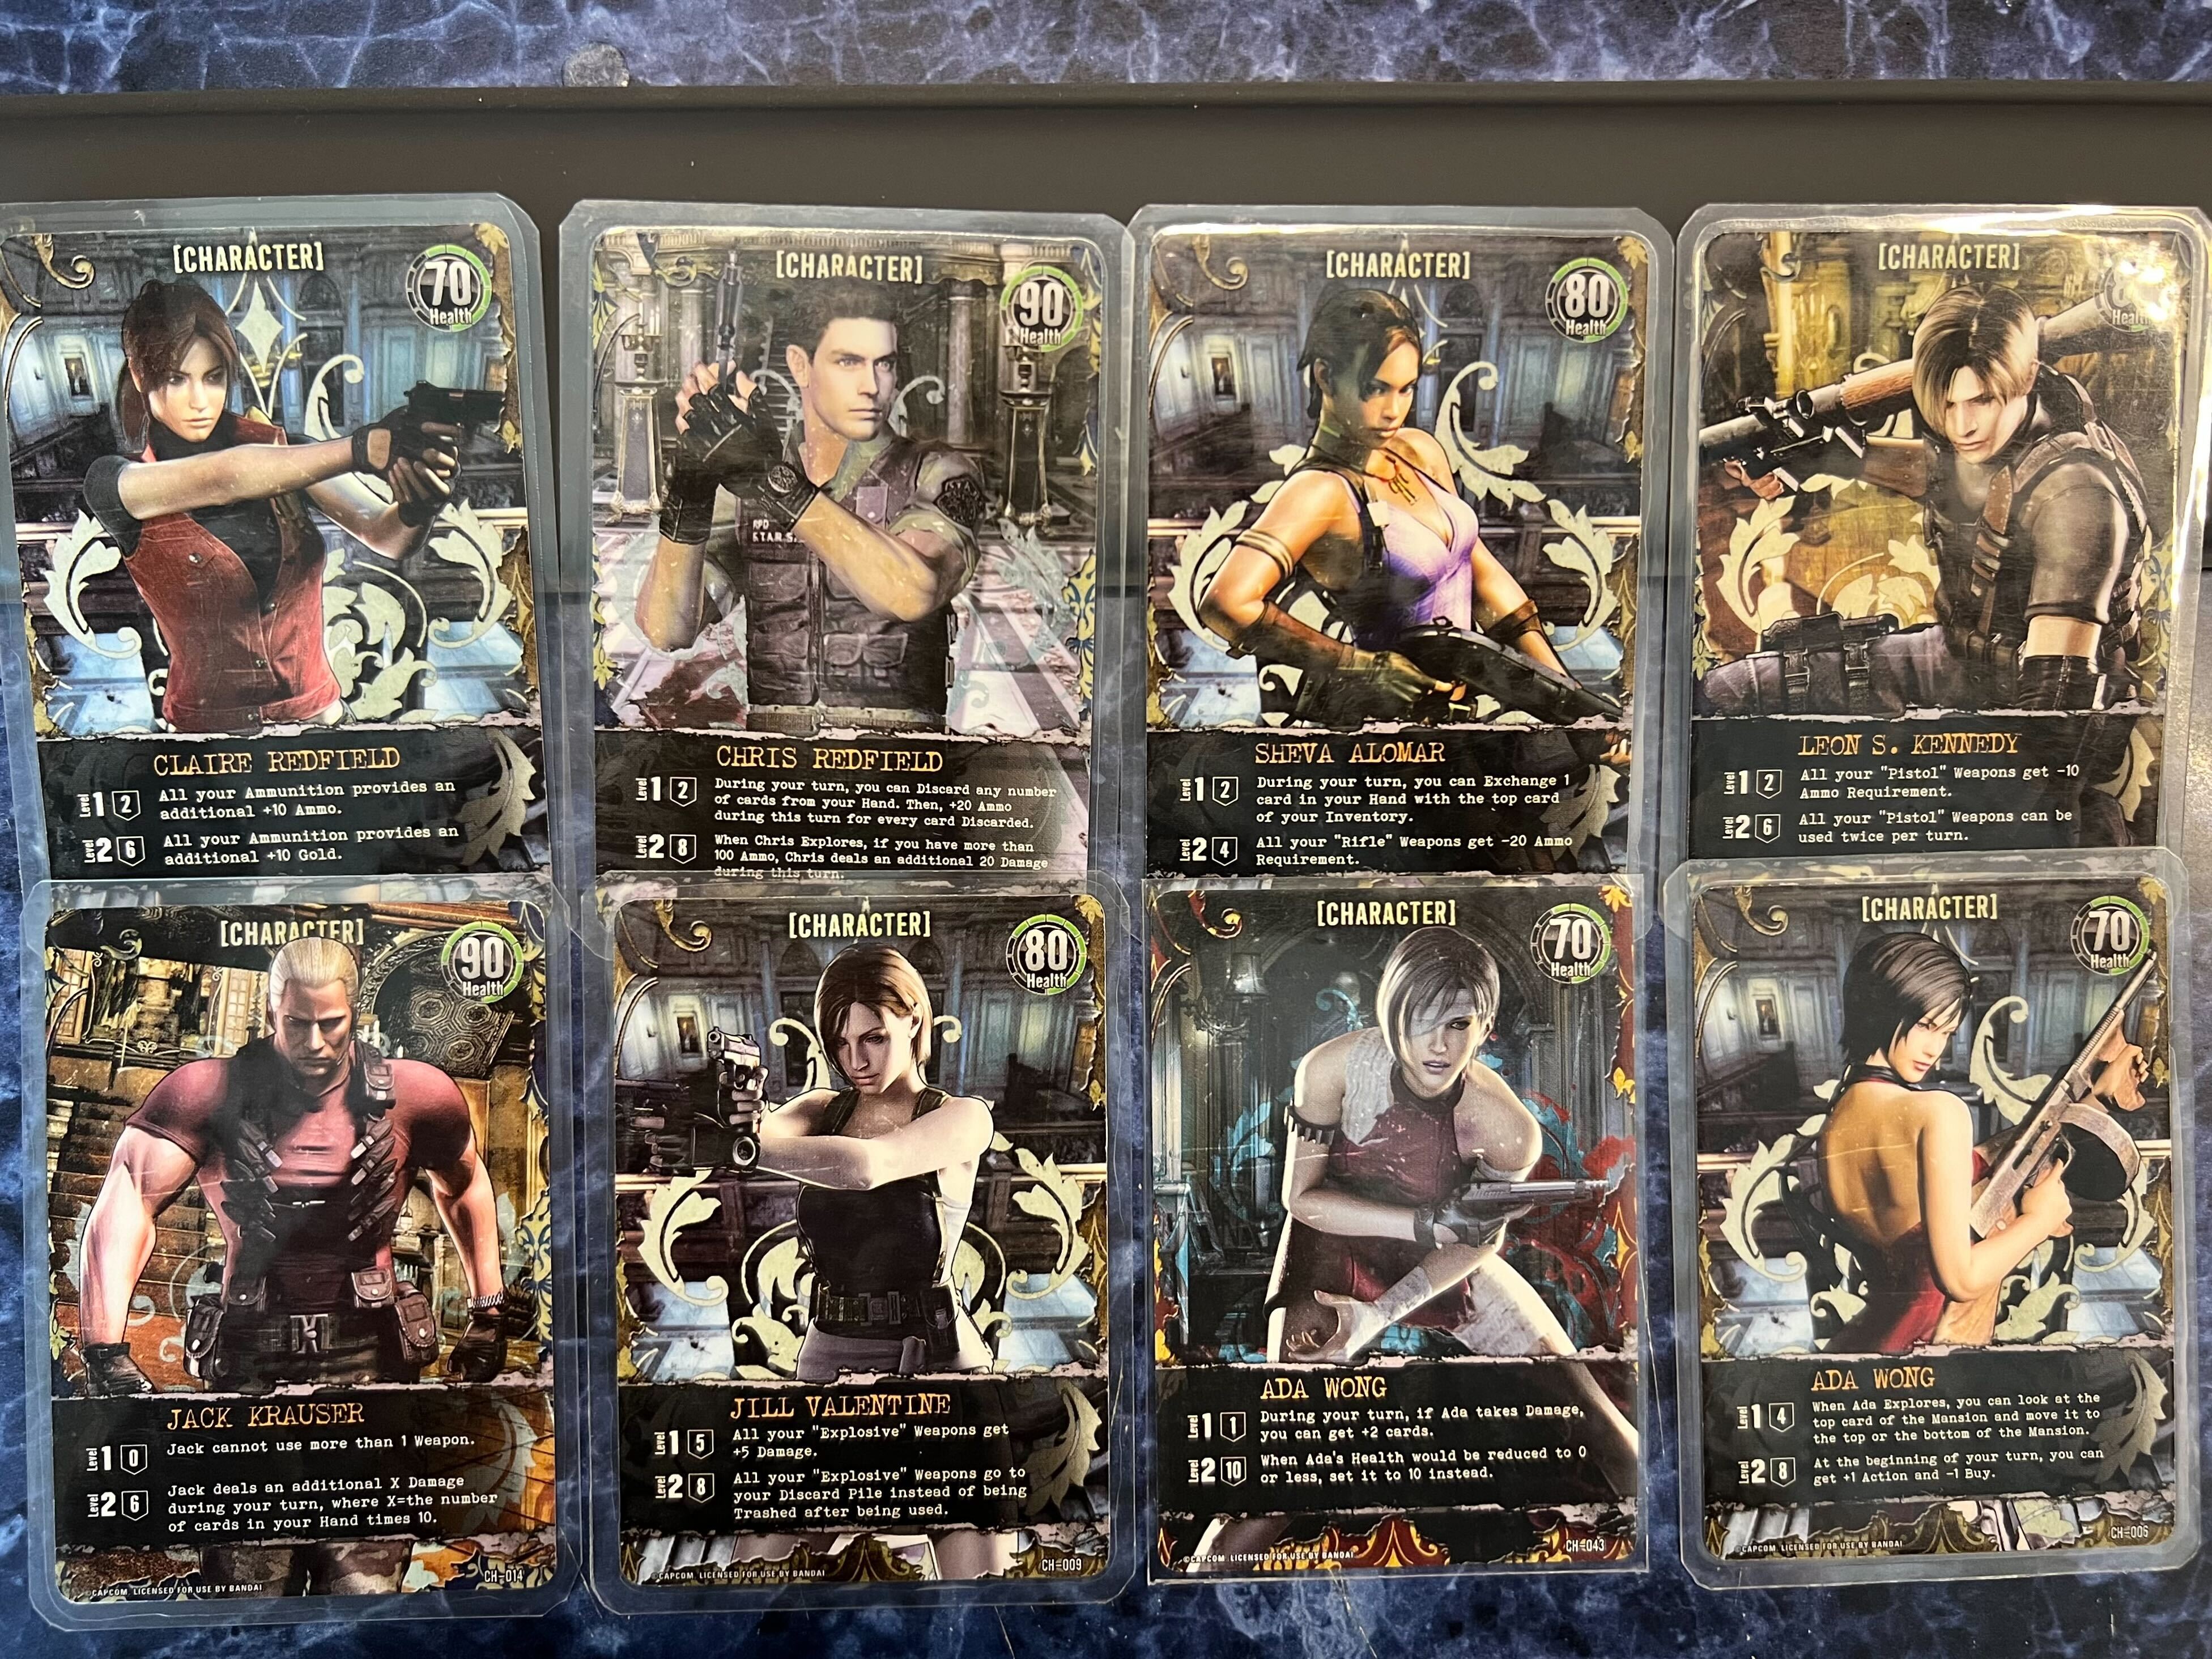 [CHARACTER]
70
Health
CLAIRE REDFIELD
Level 1 2 All your Ammunition provides an
additional +10 Ammo.
Level 2 6 All your Ammunition provides an
additional +10 Gold.
[CHARACTER]
90
Health
RPD
S.T.A.R.S.
CHRIS REDFIELD
Level 1 2 During your turn, you can Discard any number
of cards from your Hand. Then, +20 Ammo
during this turn for every card Discarded.
Level 2 8 When Chris Explores, if you have more than
100 Ammo, Chris deals an additional 20 Damage
during this turn.
[CHARACTER]
80
Health
SHEVA ALOMAR
Level 1 2 During your turn, you can Exchange 1
card in your Hand with the top card
of your Inventory.
Level 2 4 All your "Rifle" Weapons get -20 Ammo
Requirement.
[CHARACTER]
Health
LEON S. KENNEDY
Level 1 2 All your "Pistol" Weapons get -10
Ammo Requirement.
Level 2 6 All your "Pistol" Weapons can be
used twice per turn.
[CHARACTER]
90
Health
JACK KRAUSER
Level 1 0 Jack cannot use more than 1 Weapon.
Level 2 6 Jack deals an additional X Damage
during your turn, where X=the number
of cards in your Hand times 10.
©CAPCOM LICENSED FOR USE BY BANDAI
CH-014
[CHARACTER]
80
Health
JILL VALENTINE
Level 1 5 All your "Explosive" Weapons get
+5 Damage.
Level 2 8 All your "Explosive" Weapons go to
your Discard Pile instead of being
Trashed after being used.
©CAPCOM LICENSED FOR USE BY BANDAI
CH-009
[CHARACTER]
70
Health
ADA WONG
Level 1 1 During your turn, if Ada takes Damage,
you can get +2 cards.
Level 2 10 When Ada's Health would be reduced to 0
or less, set it to 10 instead.
©CAPCOM LICENSED FOR USE BY BANDAI
CH-043
[CHARACTER]
70
Health
ADA WONG
Level 1 4 When Ada Explores, you can look at the
top card of the Mansion and move it to
the top or the bottom of the Mansion.
Level 2 8 At the beginning of your turn, you can
get +1 Action and -1 Buy.
©CAPCOM LICENSED FOR USE BY BANDAI
CH-006